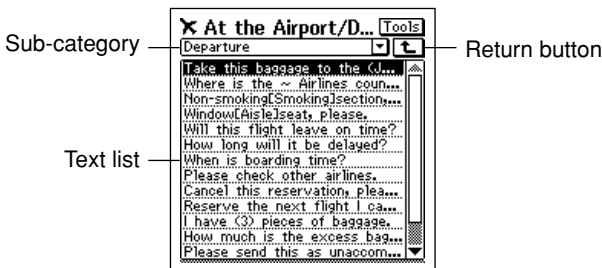 At the Airport/D... Tools
Sub-category
Departure
Return button
Take this baggage to the (J...
Where is the ~ Airlines coun...
Non-smoking[Smoking]section,...
Window[Aisle]seat, please.
Will this flight leave on time?
How long will it be delayed?
Text list
When is boarding time?
Please check other airlines.
Cancel this reservation, plea...
Reserve the next flight I ca...
I have (3) pieces of baggage.
How much is the excess bag...
Please send this as unaccom...